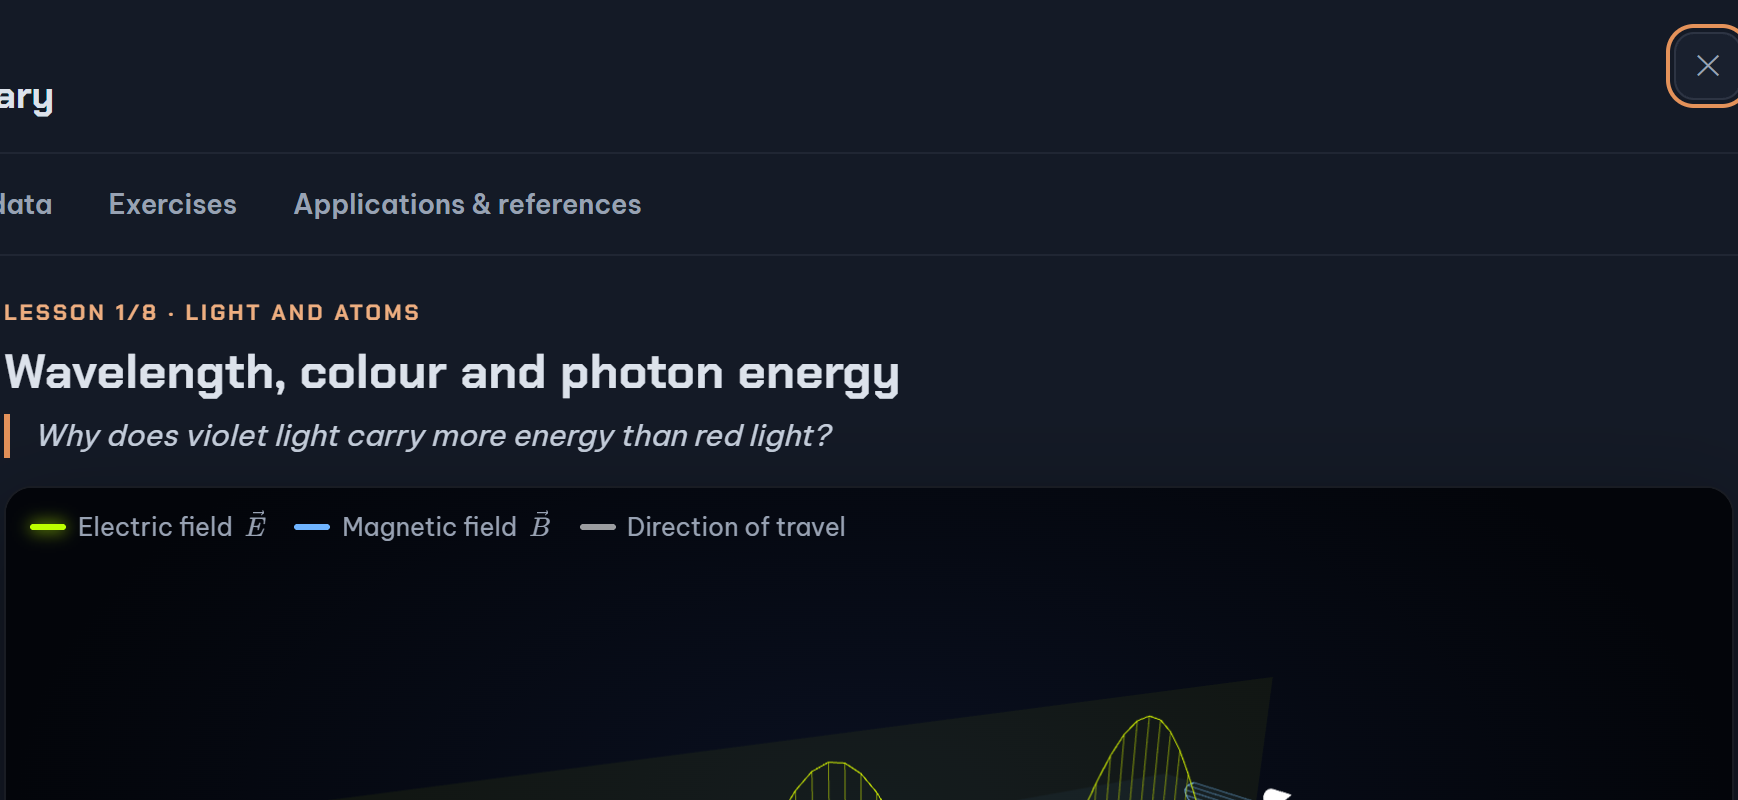 ary
data Exercises Applications & references
LESSON 1/8 · LIGHT AND ATOMS
Wavelength, colour and photon energy
Why does violet light carry more energy than red light?
Electric field E⃗ Magnetic field B⃗ Direction of travel